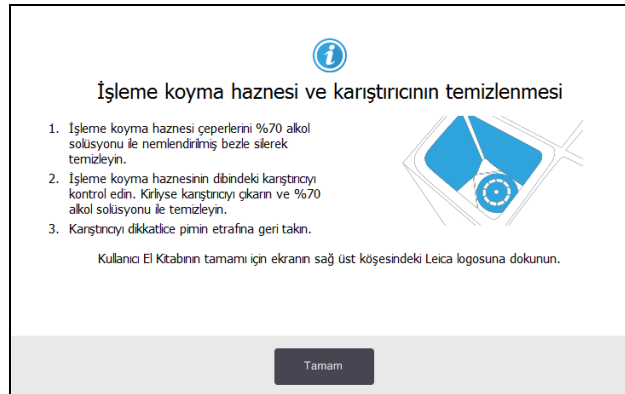 İşleme koyma haznesi ve karıştırıcının temizlenmesi
1. İşleme koyma haznesi çeperlerini %70 alkol
solüsyonu ile nemlendirilmiş bezle silerek
temizleyin.
2. İşleme koyma haznesinin dibindeki karıştırıcıyı
kontrol edin. Kirliyse karıştırıcıyı çıkarın ve %70
alkol solüsyonu ile temizleyin.
3. Karıştırıcıyı dikkatlice pimin etrafına geri takın.
Kullanıcı El Kitabının tamamı için ekranın sağ üst köşesindeki Leica logosuna dokunun.
Tamam